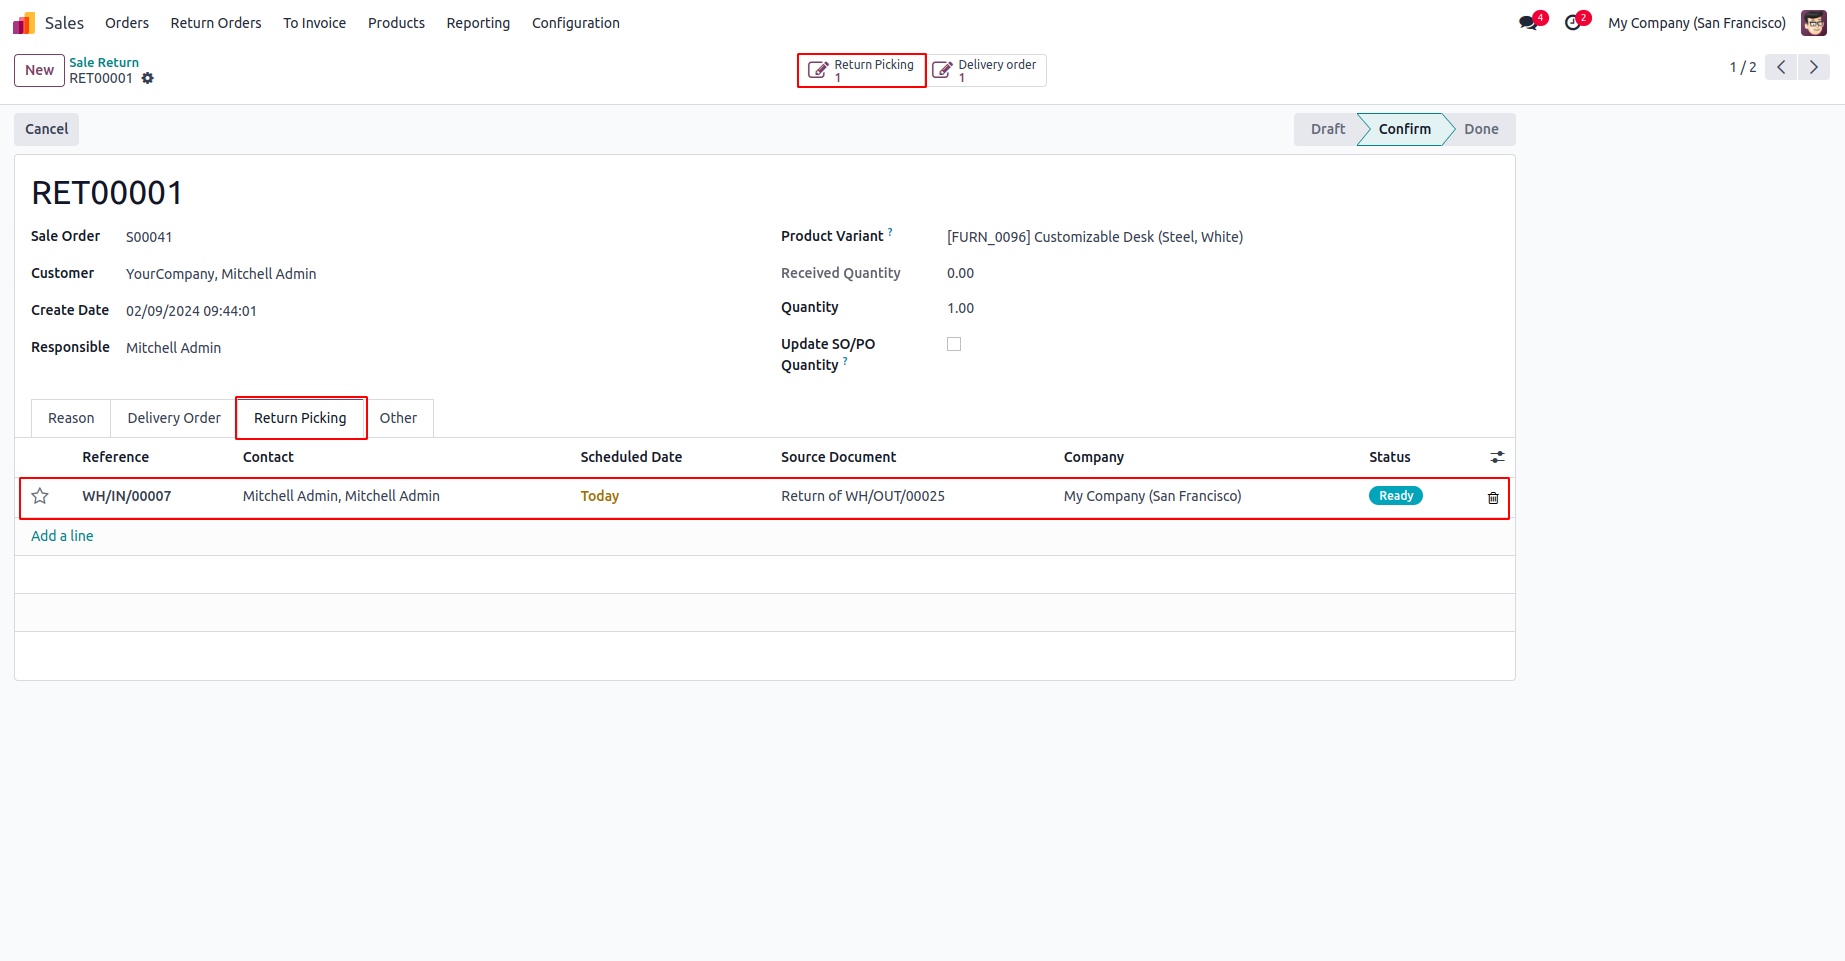 Sales Orders Return Orders To Invoice Products Reporting Configuration 4 2 My Company (San Francisco)
New Sale Return Return Picking Delivery order 1 / 2
RET00001 1 1
Cancel Draft Confirm Done
RET00001
Sale Order S00041 Product Variant ? [FURN_0096] Customizable Desk (Steel, White)
Customer YourCompany, Mitchell Admin Received Quantity 0.00
Create Date 02/09/2024 09:44:01 Quantity 1.00
Responsible Mitchell Admin Update SO/PO
Quantity ?
Reason Delivery Order Return Picking Other
Reference Contact Scheduled Date Source Document Company Status
WH/IN/00007 Mitchell Admin, Mitchell Admin Today Return of WH/OUT/00025 My Company (San Francisco) Ready
Add a line